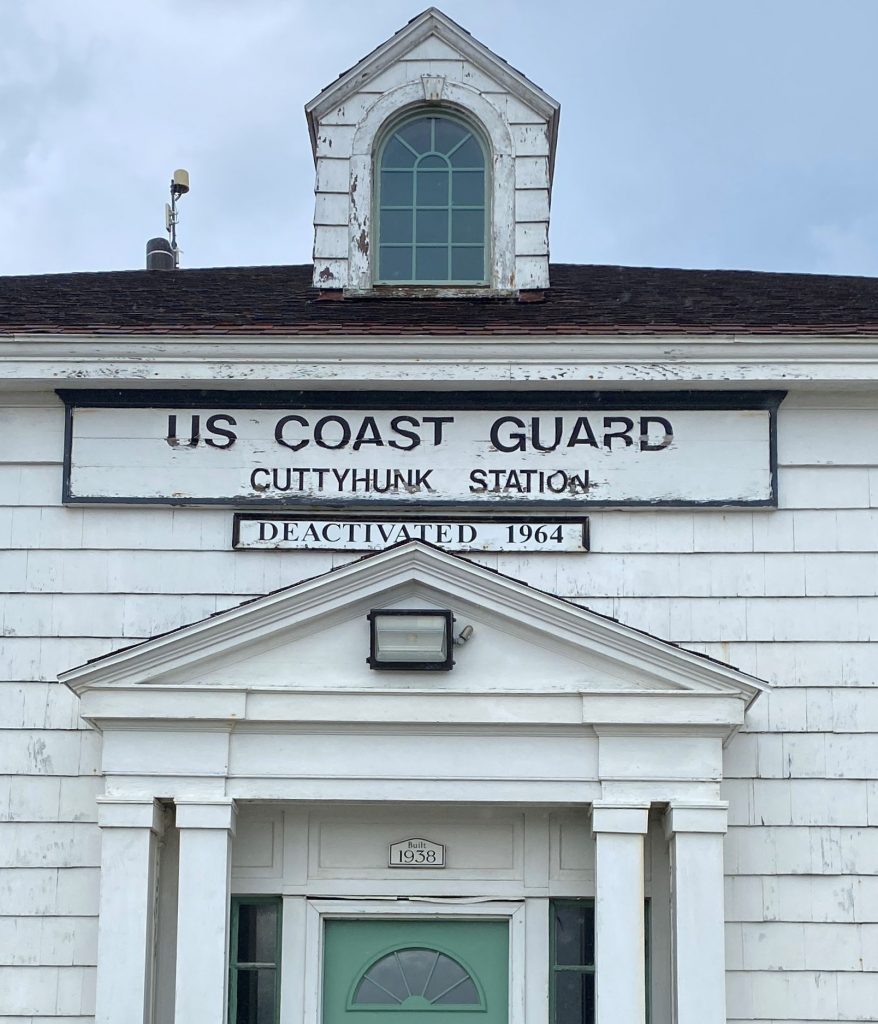 US COAST GUARD
CUTTYHUNK STATION
DEACTIVATED 1964
Built
1938